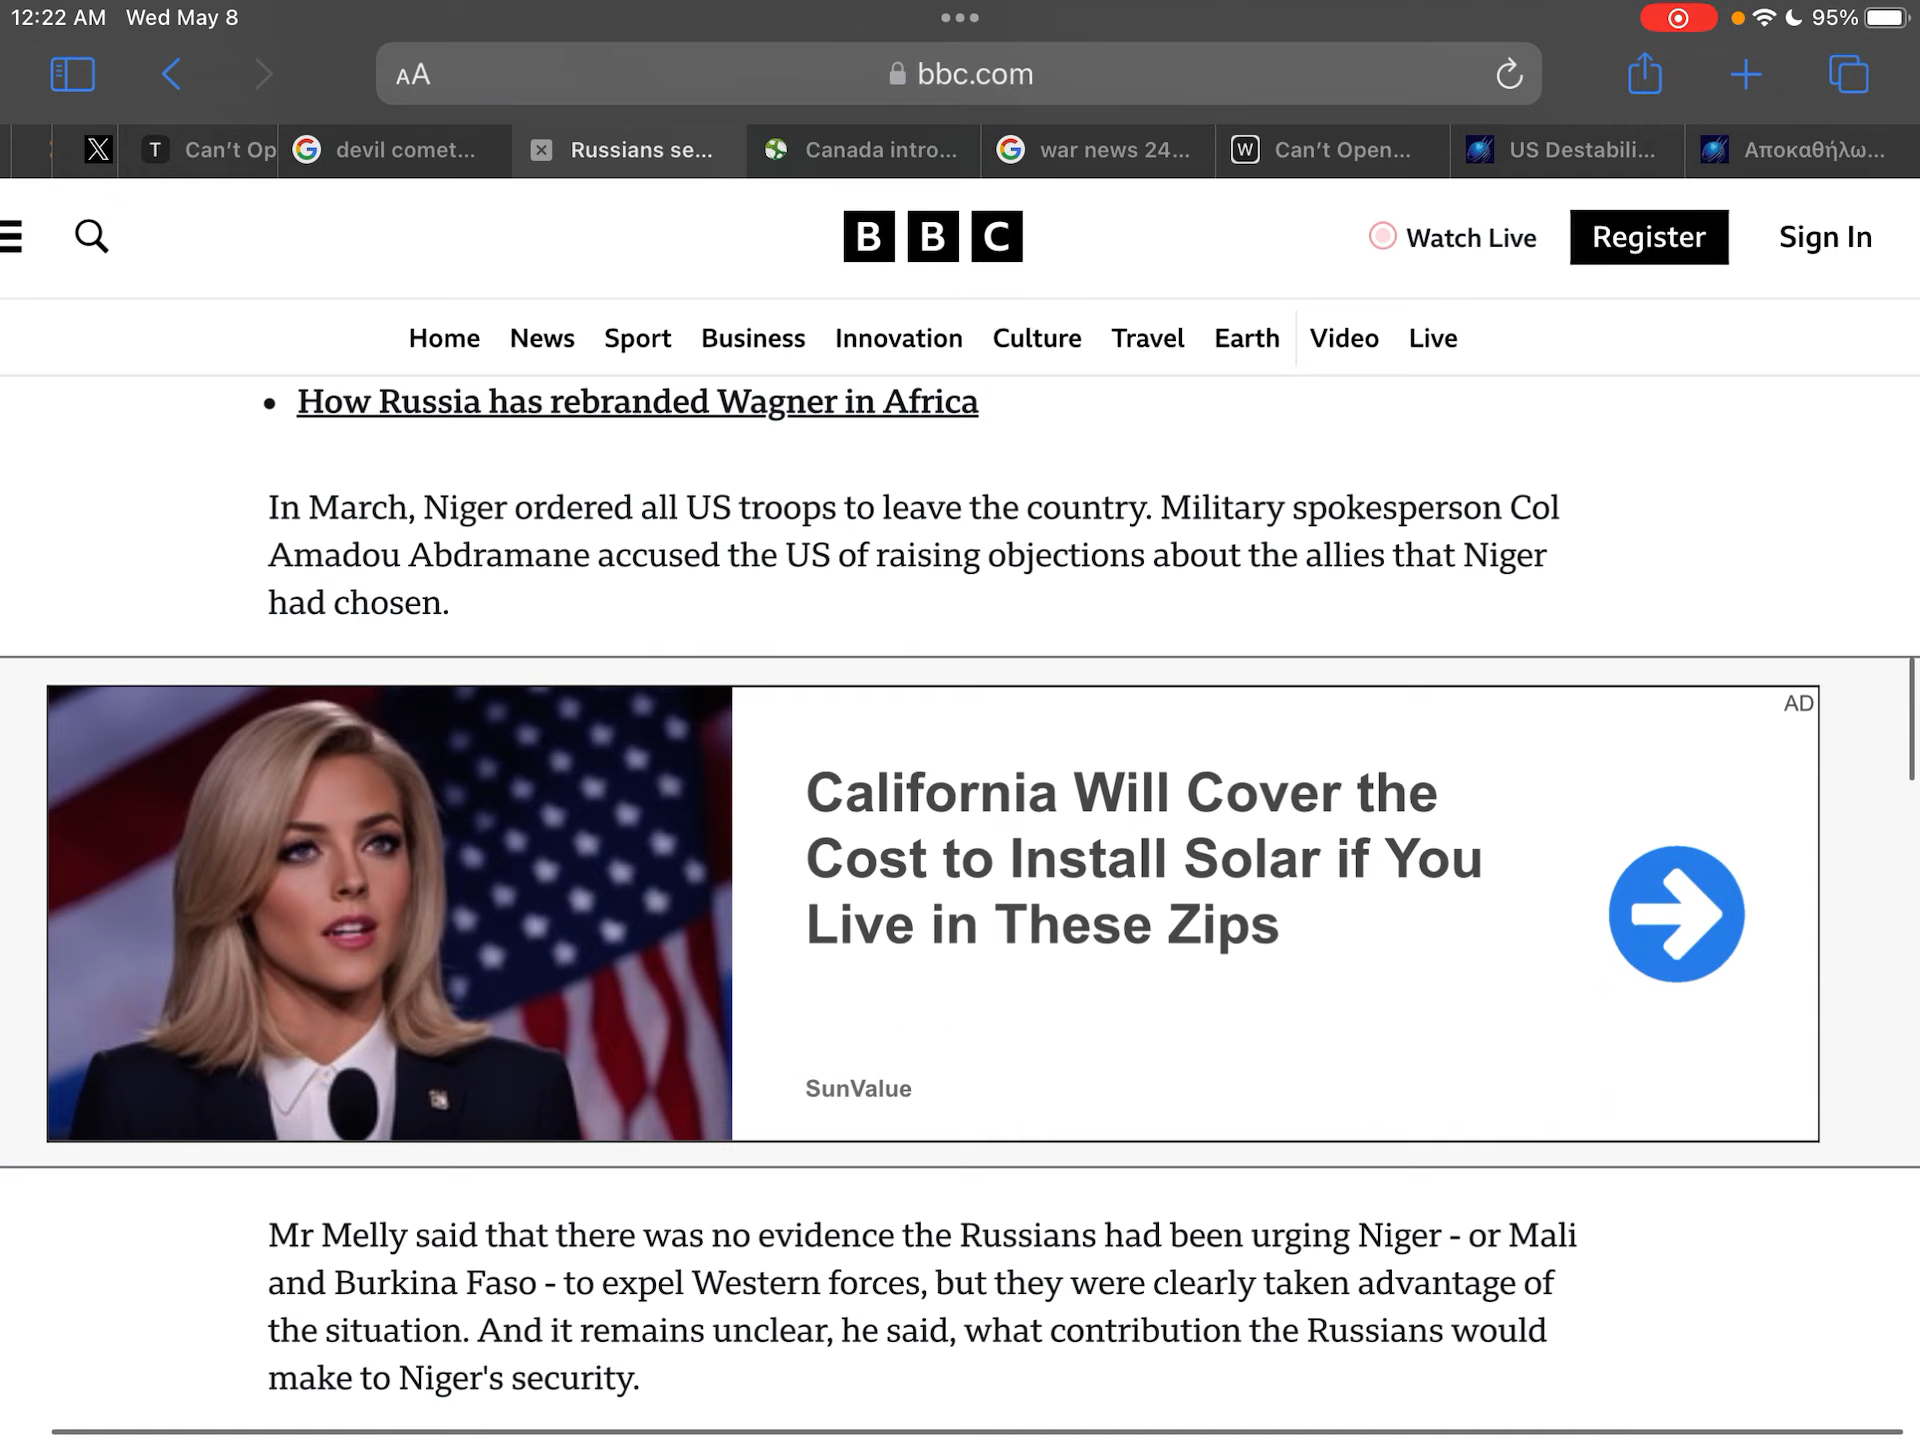 12:22 AM Wed May 8
95%
AA
bbc.com
X
T Can't Op
G devil comet...
Russians se...
Canada intro...
G war news 24...
W Can't Open...
US Destabili...
Αποκαθήλω...
BBC
Watch Live
Register
Sign In
Home News Sport Business Innovation Culture Travel Earth Video Live
• How Russia has rebranded Wagner in Africa
In March, Niger ordered all US troops to leave the country. Military spokesperson Col
Amadou Abdramane accused the US of raising objections about the allies that Niger
had chosen.
AD
California Will Cover the
Cost to Install Solar if You
Live in These Zips
SunValue
Mr Melly said that there was no evidence the Russians had been urging Niger - or Mali
and Burkina Faso - to expel Western forces, but they were clearly taken advantage of
the situation. And it remains unclear, he said, what contribution the Russians would
make to Niger's security.